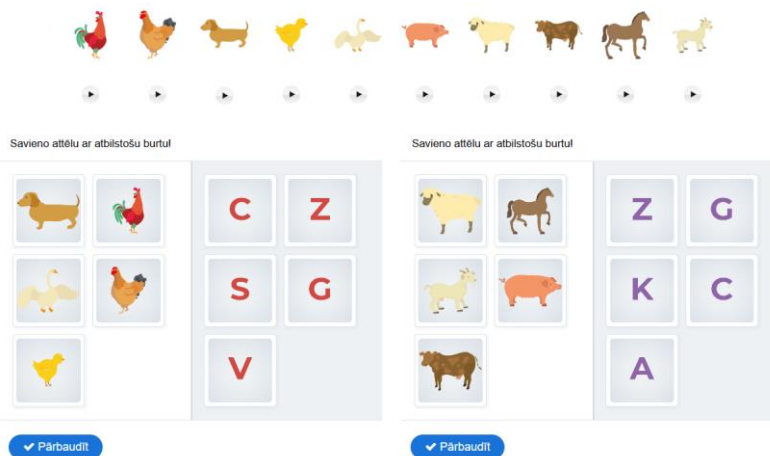 Savieno attēlu ar atbilstošu burtu!
C Z
S G
V
Pārbaudīt
Savieno attēlu ar atbilstošu burtu!
Z G
K C
A
Pārbaudīt